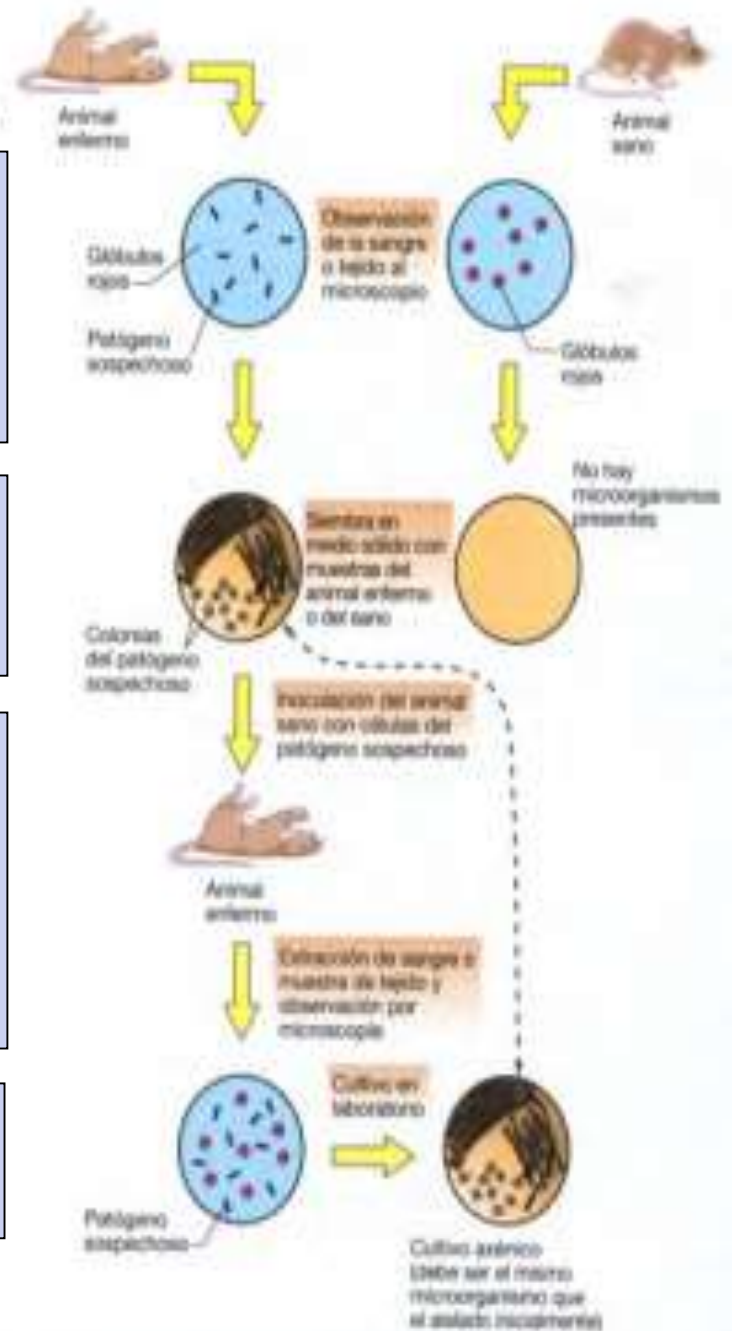 Animal
enfermo
Animal
sano
Glóbulos
rojos
Patógeno
sospechoso
Observación
de la sangre
o tejido al
microscopio
Glóbulos
rojos
Colonias
del patógeno
sospechoso
Siembra en
medio sólido con
muestras del
animal enfermo
o del sano
No hay
microorganismos
presentes
Inoculación del animal
sano con células del
patógeno sospechoso
Animal
enfermo
Extracción de sangre o
muestra de tejido y
observación por
microscopía
Patógeno
sospechoso
Cultivo en
laboratorio
Cultivo axénico
(debe ser el mismo
microorganismo que
el aislado inicialmente)